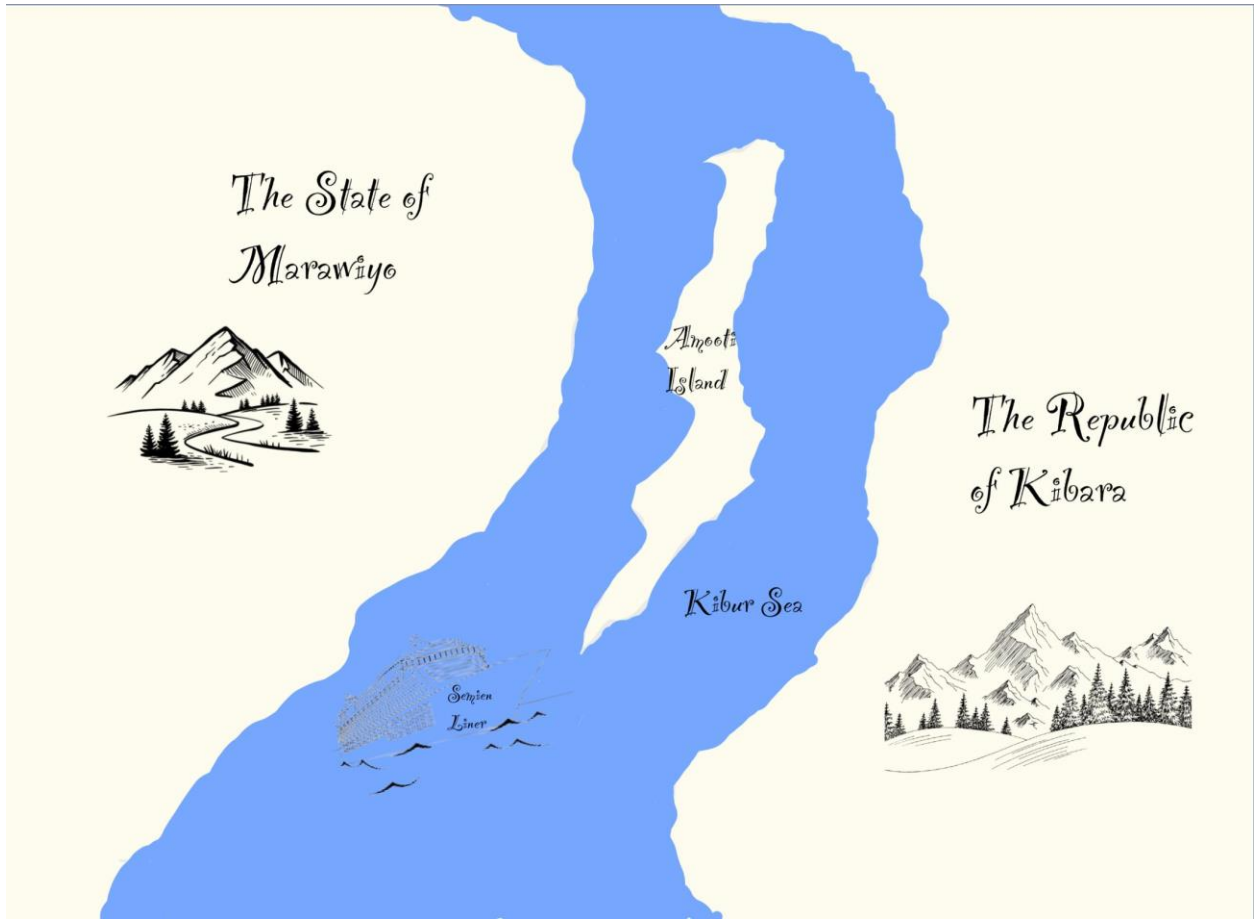 The State of
Marawiyo
Amooti
Island
The Republic
of Kibara
Kibur Sea
Semien
Liner